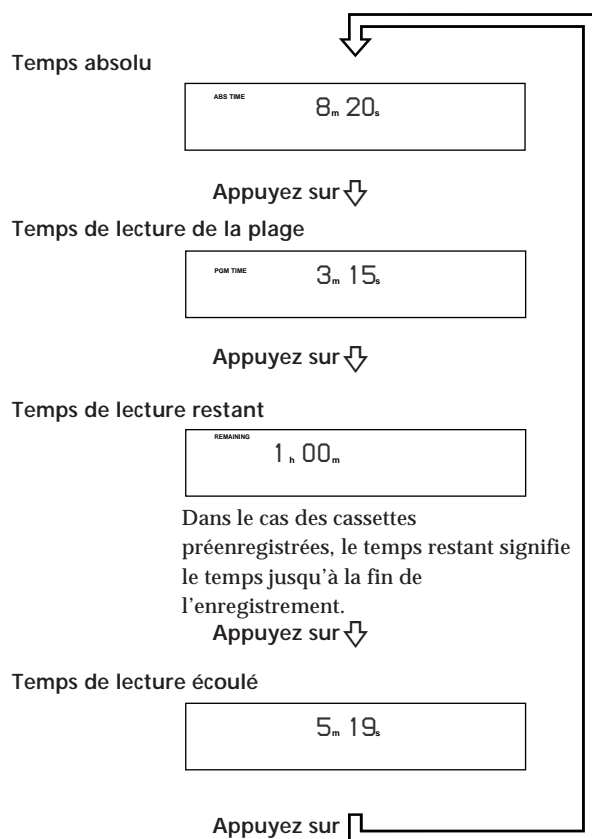 Temps absolu
ABS TIME 8m 20s
Appuyez sur
Temps de lecture de la plage
PGM TIME 3m 15s
Appuyez sur
Temps de lecture restant
REMAINING
1h 00m
Dans le cas des cassettes
préenregistrées, le temps restant signifie
le temps jusqu'à la fin de
l'enregistrement.
Appuyez sur
Temps de lecture écoulé
5m 19s
Appuyez sur